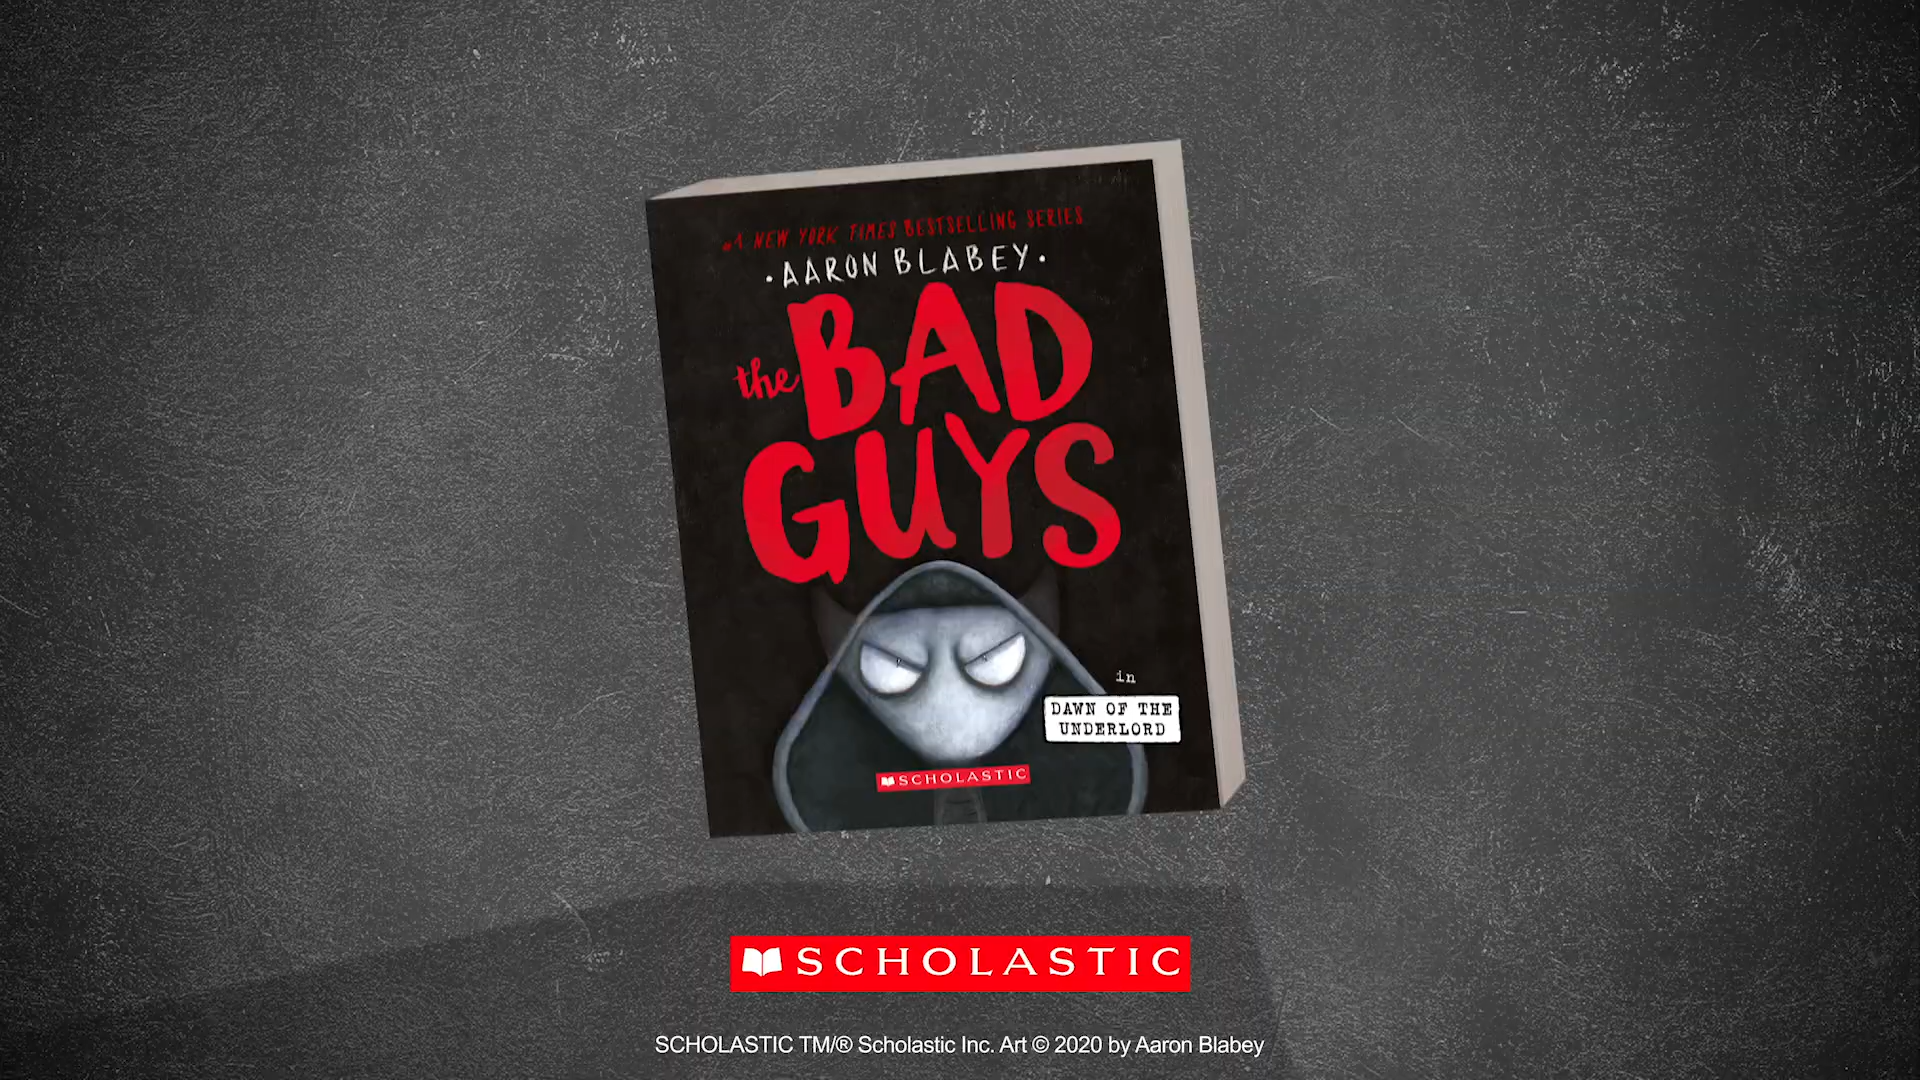 #1 NEW YORK TIMES BESTSELLING SERIES
•AARON BLABEY•
the BAD
GUYS
in
DAWN OF THE
UNDERLORD
SCHOLASTIC
SCHOLASTIC
SCHOLASTIC TM/® Scholastic Inc. Art © 2020 by Aaron Blabey